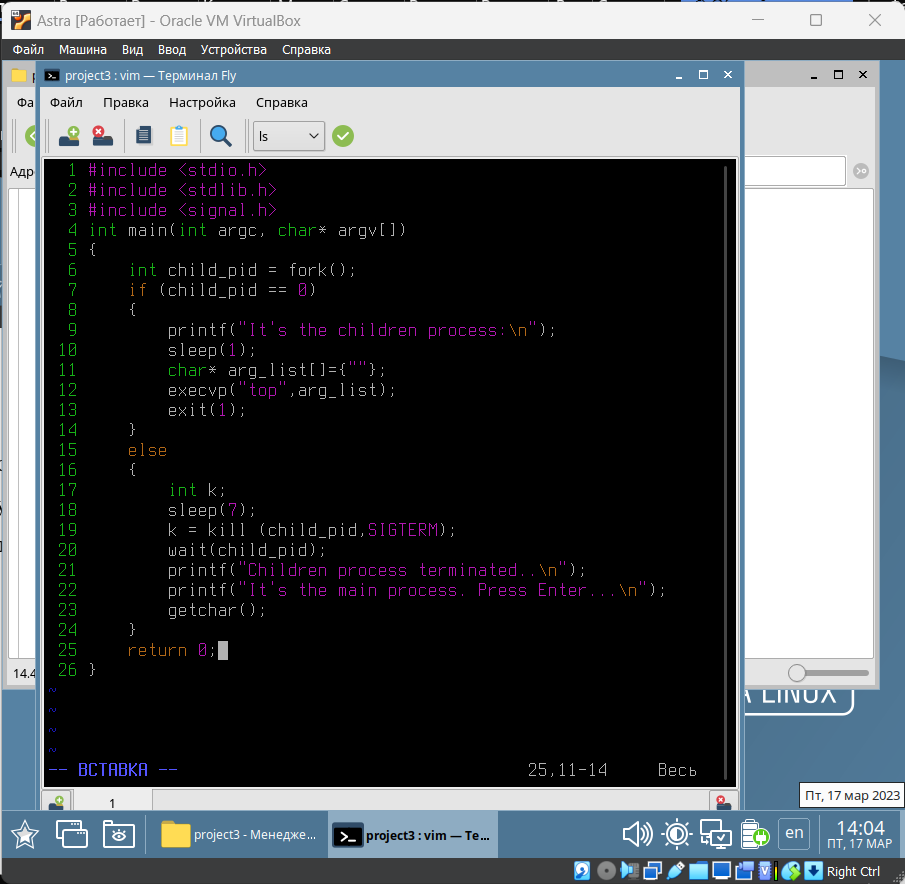 Astra [Работает] - Oracle VM VirtualBox
Файл Машина Вид Ввод Устройства Справка
project3 : vim — Терминал Fly
Фа
Файл Правка Настройка Справка
ls
Адр
1 #include <stdio.h>
2 #include <stdlib.h>
3 #include <signal.h>
4 int main(int argc, char* argv[])
5 {
6 int child_pid = fork();
7 if (child_pid == 0)
8 {
9 printf("It's the children process:\n");
10 sleep(1);
11 char* arg_list[]={""};
12 execvp("top",arg_list);
13 exit(1);
14 }
15 else
16 {
17 int k;
18 sleep(7);
19 k = kill (child_pid,SIGTERM);
20 wait(child_pid);
21 printf("Children process terminated..\n");
22 printf("It's the main process. Press Enter...\n");
23 getchar();
24 }
25 return 0;
26 }
~
~
~
~
-- ВСТАВКА -- 25,11-14 Весь
14.4
A LINUX
1
Пт, 17 мар 2023
project3 - Менедже...
project3 : vim — Те...
en
14:04
ПТ, 17 МАР
Right Ctrl